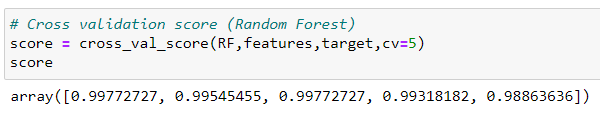 # Cross validation score (Random Forest)
score = cross_val_score(RF,features,target,cv=5)
score
array([0.99772727, 0.99545455, 0.99772727, 0.99318182, 0.98863636])